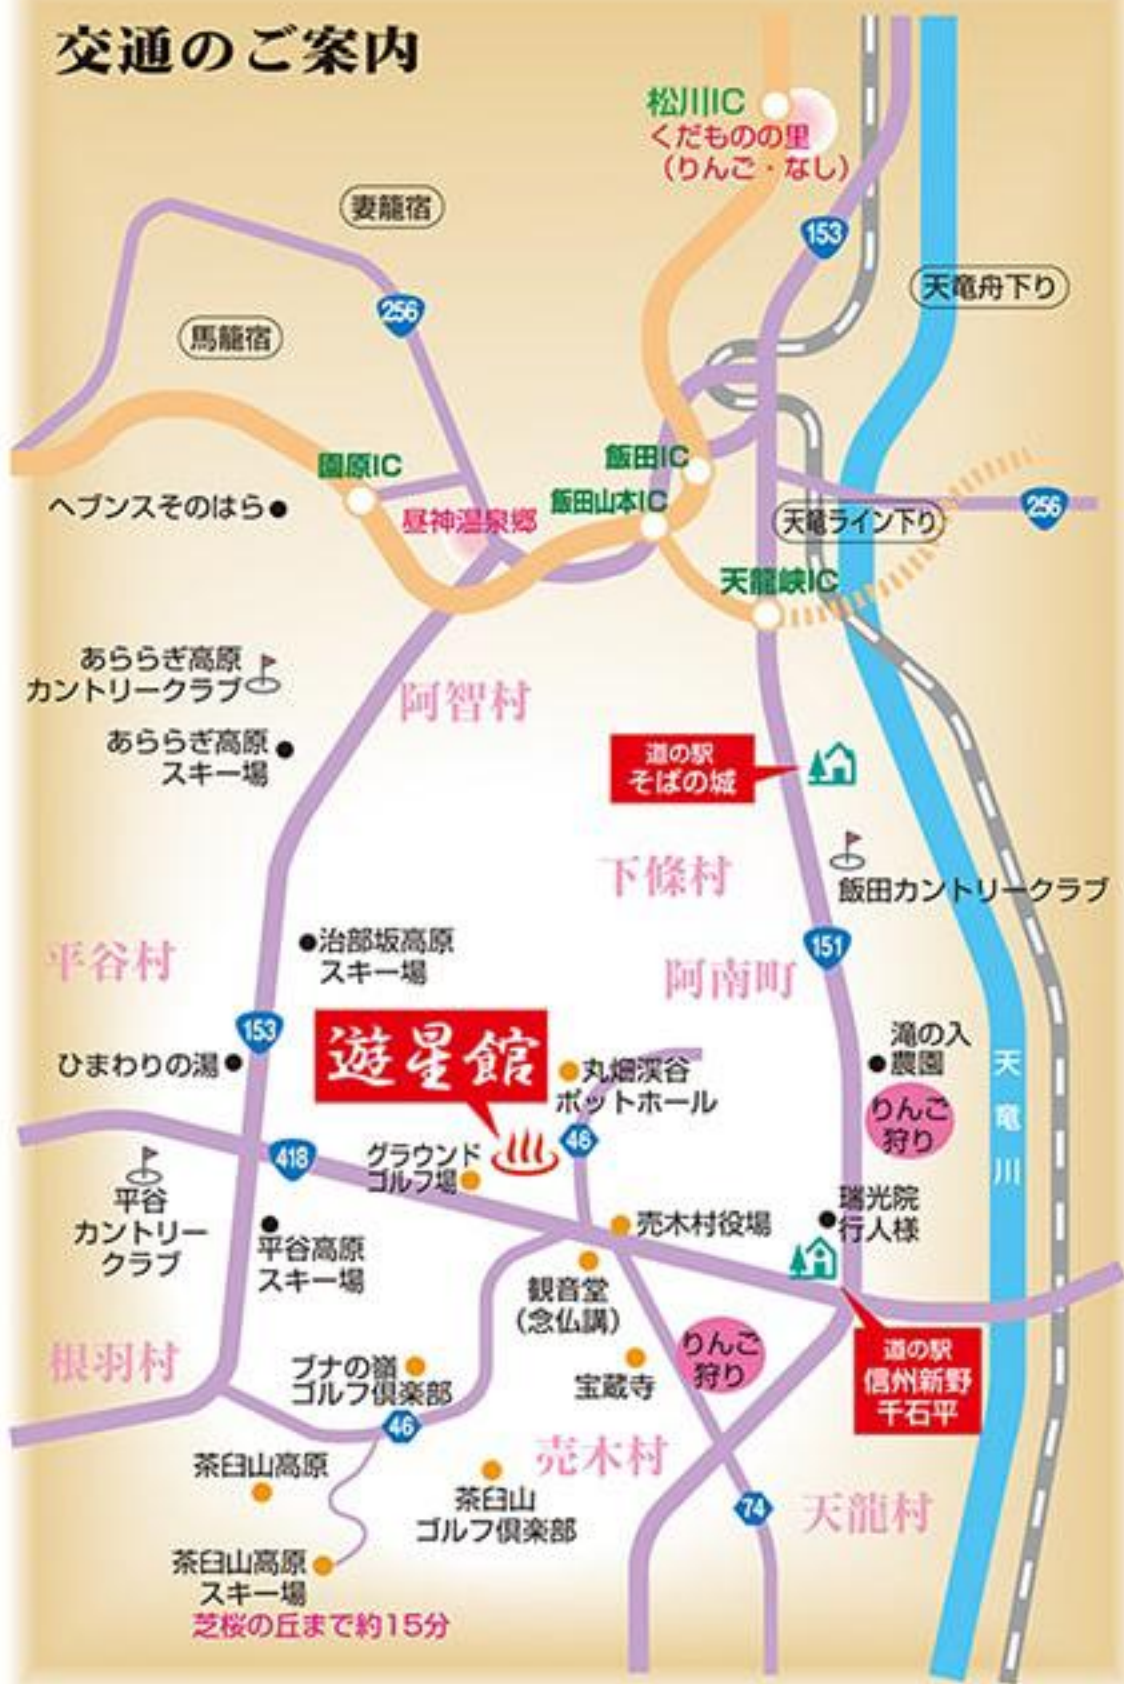 交通のご案内
松川IC
くだものの里
(りんご・なし)
妻籠宿
153
天竜舟下り
256
馬籠宿
園原IC
飯田IC
飯田山本IC
ヘブンスそのはら
昼神温泉郷
天竜ライン下り
256
天龍峡IC
あららぎ高原
カントリークラブ
阿智村
あららぎ高原
スキー場
道の駅
そばの城
下條村
飯田カントリークラブ
平谷村
治部坂高原
スキー場
151
阿南町
153
遊星館
滝の入
農園
ひまわりの湯
丸畑渓谷
ポットホール
りんご
狩り
天竜川
46
418
グラウンド
ゴルフ場
平谷
カントリー
クラブ
平谷高原
スキー場
売木村役場
瑞光院
行人様
観音堂
(念仏講)
根羽村
ブナの嶺
ゴルフ倶楽部
宝蔵寺
りんご
狩り
道の駅
信州新野
千石平
46
茶臼山高原
売木村
茶臼山
ゴルフ倶楽部
74
天龍村
茶臼山高原
スキー場
芝桜の丘まで約15分